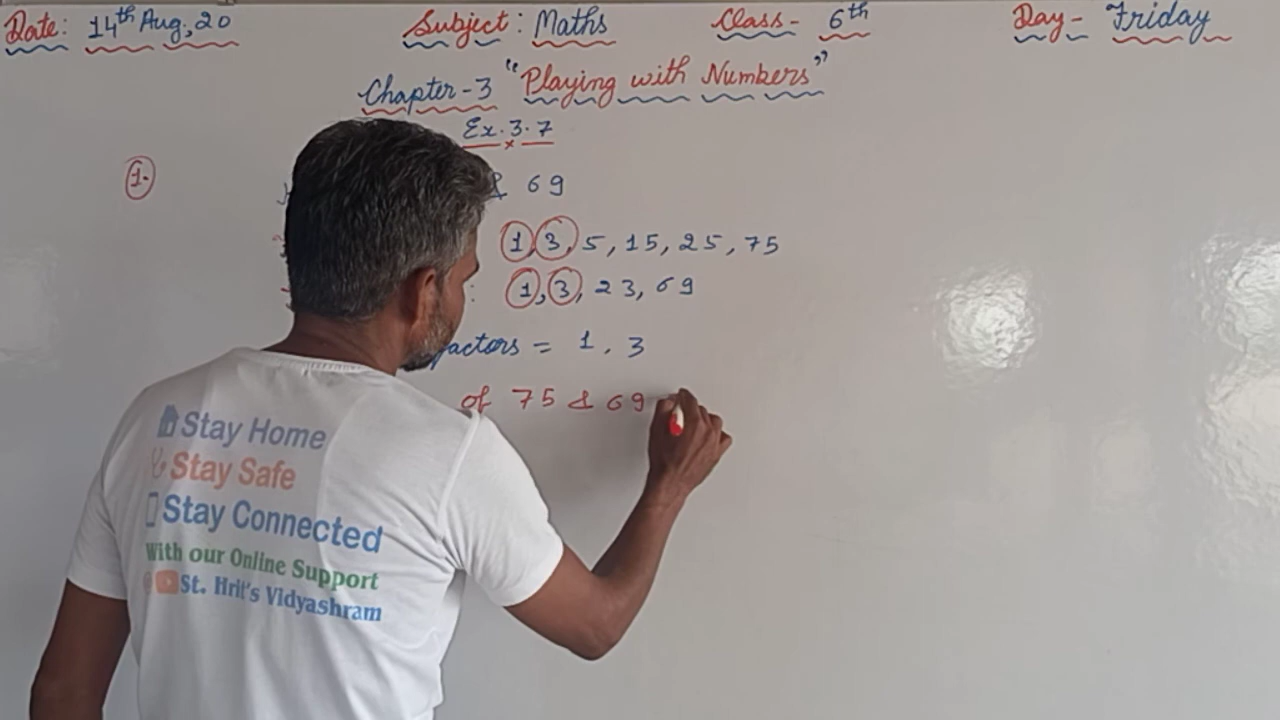 Date: 14th Aug, 20 Subject: Maths Class- 6th Day- Friday
Chapter-3 "Playing with Numbers"
Ex. 3.7
1. & 69
1, 3, 5, 15, 25, 75
: 1, 3, 23, 69
factors = 1, 3
of 75 & 69
Stay Home
Stay Safe
Stay Connected
With our Online Support
St. Hrit's Vidyashram